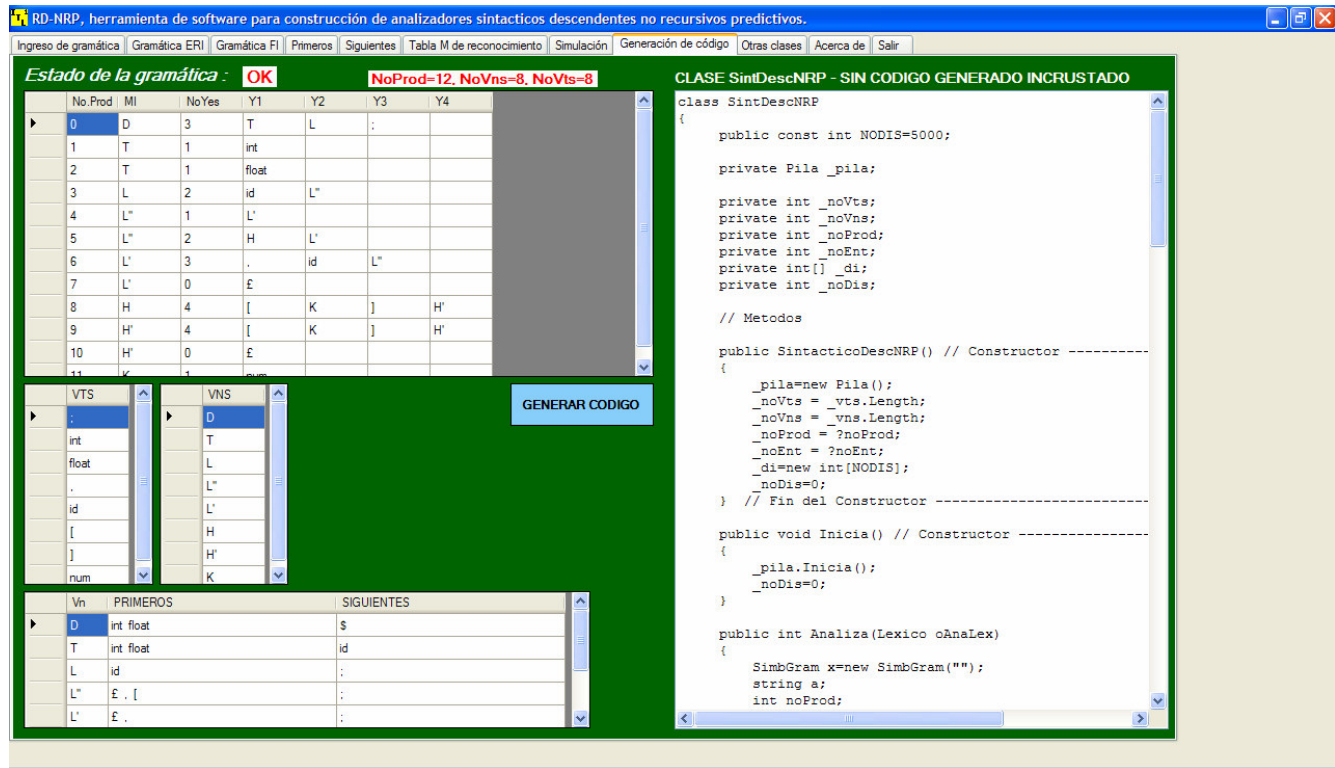 RD-NRP, herramienta de software para construcción de analizadores sintacticos descendentes no recursivos predictivos.
Ingreso de gramática Gramática ERI Gramática FI Primeros Siguientes Tabla M de reconocimiento Simulación Generación de código Otras clases Acerca de Salir
Estado de la gramática : OK NoProd=12, NoVns=8, NoVts=8
No.Prod MI NoYes Y1 Y2 Y3 Y4
0 D 3 T L ;
1 T 1 int
2 T 1 float
3 L 2 id L"
4 L" 1 L'
5 L" 2 H L'
6 L' 3 , id L"
7 L' 0 £
8 H 4 [ K ] H'
9 H' 4 [ K ] H'
10 H' 0 £
11 K 1 num
VTS
;
int
float
,
id
[
]
num
VNS
D
T
L
L"
L'
H
H'
K
GENERAR CODIGO
Vn PRIMEROS SIGUIENTES
D int float $
T int float id
L id ;
L" £ , [ ;
L' £ , ;
CLASE SintDescNRP - SIN CODIGO GENERADO INCRUSTADO
class SintDescNRP
{
public const int NODIS=5000;
private Pila _pila;
private int _noVts;
private int _noVns;
private int _noProd;
private int _noEnt;
private int[] _di;
private int _noDis;
// Metodos
public SintacticoDescNRP() // Constructor ----------
{
_pila=new Pila();
_noVts = _vts.Length;
_noVns = _vns.Length;
_noProd = ?noProd;
_noEnt = ?noEnt;
_di=new int[NODIS];
_noDis=0;
} // Fin del Constructor --------------------------
public void Inicia() // Constructor ----------------
{
_pila.Inicia();
_noDis=0;
}
public int Analiza(Lexico oAnaLex)
{
SimbGram x=new SimbGram("");
string a;
int noProd;